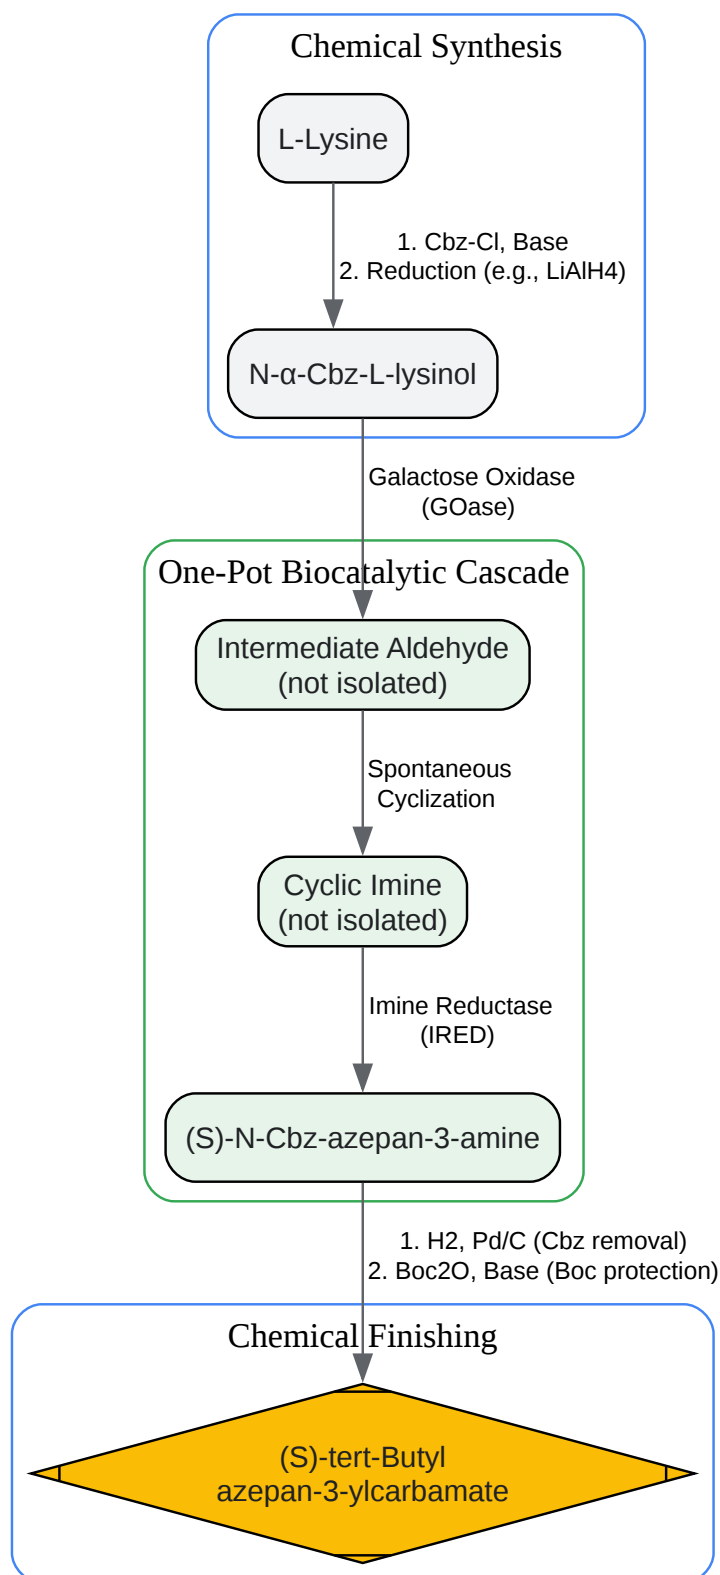 Chemical Synthesis
L-Lysine
1. Cbz-Cl, Base
2. Reduction (e.g., LiAlH4)
N-α-Cbz-L-lysinol
Galactose Oxidase
(GOase)
One-Pot Biocatalytic Cascade
Intermediate Aldehyde
(not isolated)
Spontaneous
Cyclization
Cyclic Imine
(not isolated)
Imine Reductase
(IRED)
(S)-N-Cbz-azepan-3-amine
1. H2, Pd/C (Cbz removal)
2. Boc2O, Base (Boc protection)
Chemical Finishing
(S)-tert-Butyl
azepan-3-ylcarbamate